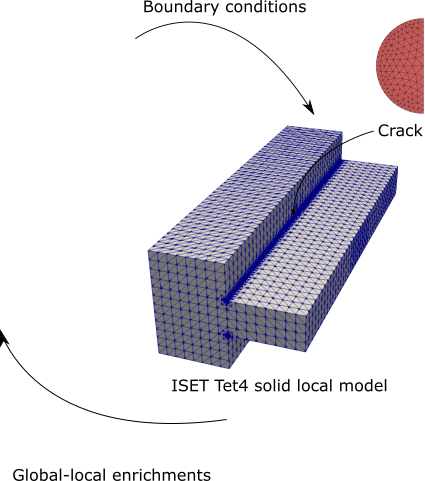 Boundary conditions
Crack
ISET Tet4 solid local model
Global-local enrichments